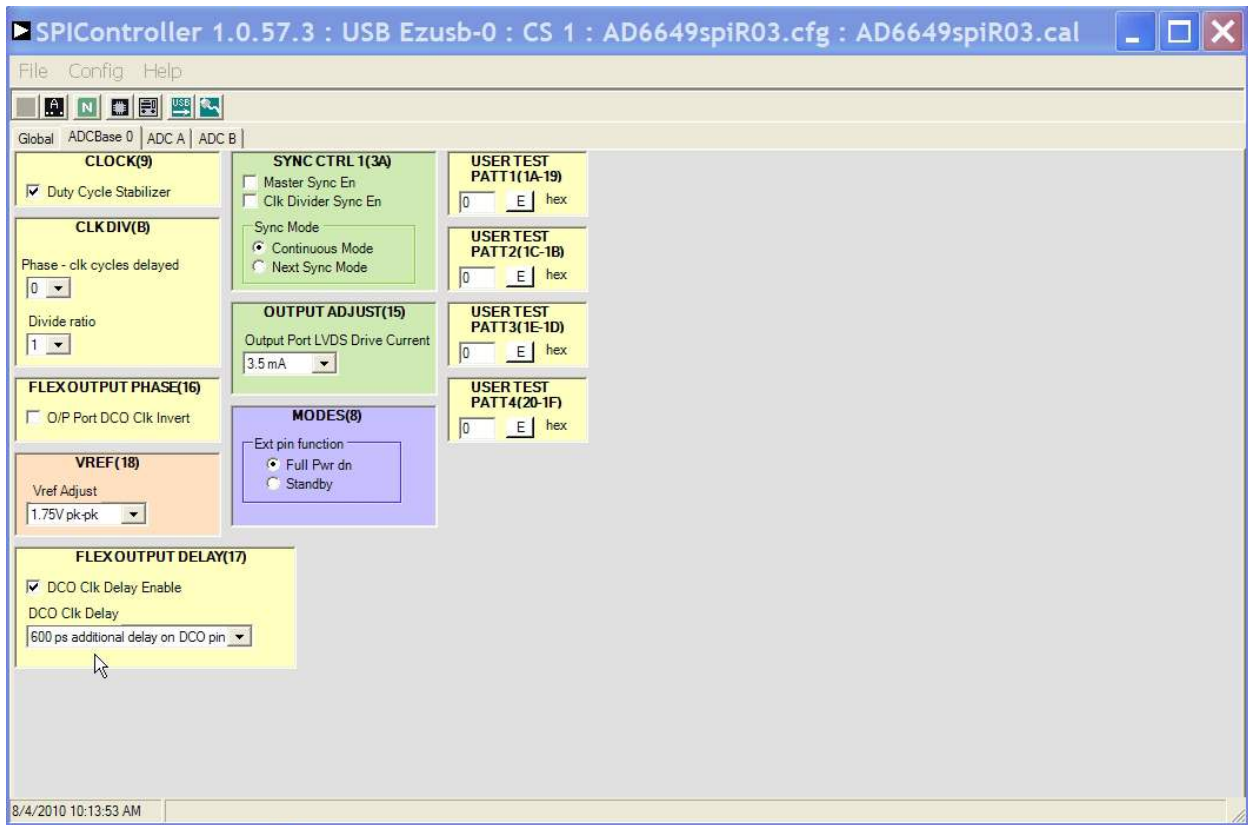 SPIController 1.0.57.3 : USB Ezusb-0 : CS 1 : AD6649spiR03.cfg : AD6649spiR03.cal
File Config Help
A N USB
Global ADCBase 0 ADC A ADC B
CLOCK(9)
Duty Cycle Stabilizer
CLK DIV(B)
Phase - clk cycles delayed
0
Divide ratio
1
FLEX OUTPUT PHASE(16)
O/P Port DCO Clk Invert
VREF(18)
Vref Adjust
1.75V pk-pk
FLEX OUTPUT DELAY(17)
DCO Clk Delay Enable
DCO Clk Delay
600 ps additional delay on DCO pin
SYNC CTRL 1(3A)
Master Sync En
Clk Divider Sync En
Sync Mode
Continuous Mode
Next Sync Mode
OUTPUT ADJUST(15)
Output Port LVDS Drive Current
3.5 mA
MODES(8)
Ext pin function
Full Pwr dn
Standby
USER TEST
PATT1(1A-19)
0 E hex
USER TEST
PATT2(1C-1B)
0 E hex
USER TEST
PATT3(1E-1D)
0 E hex
USER TEST
PATT4(20-1F)
0 E hex
8/4/2010 10:13:53 AM